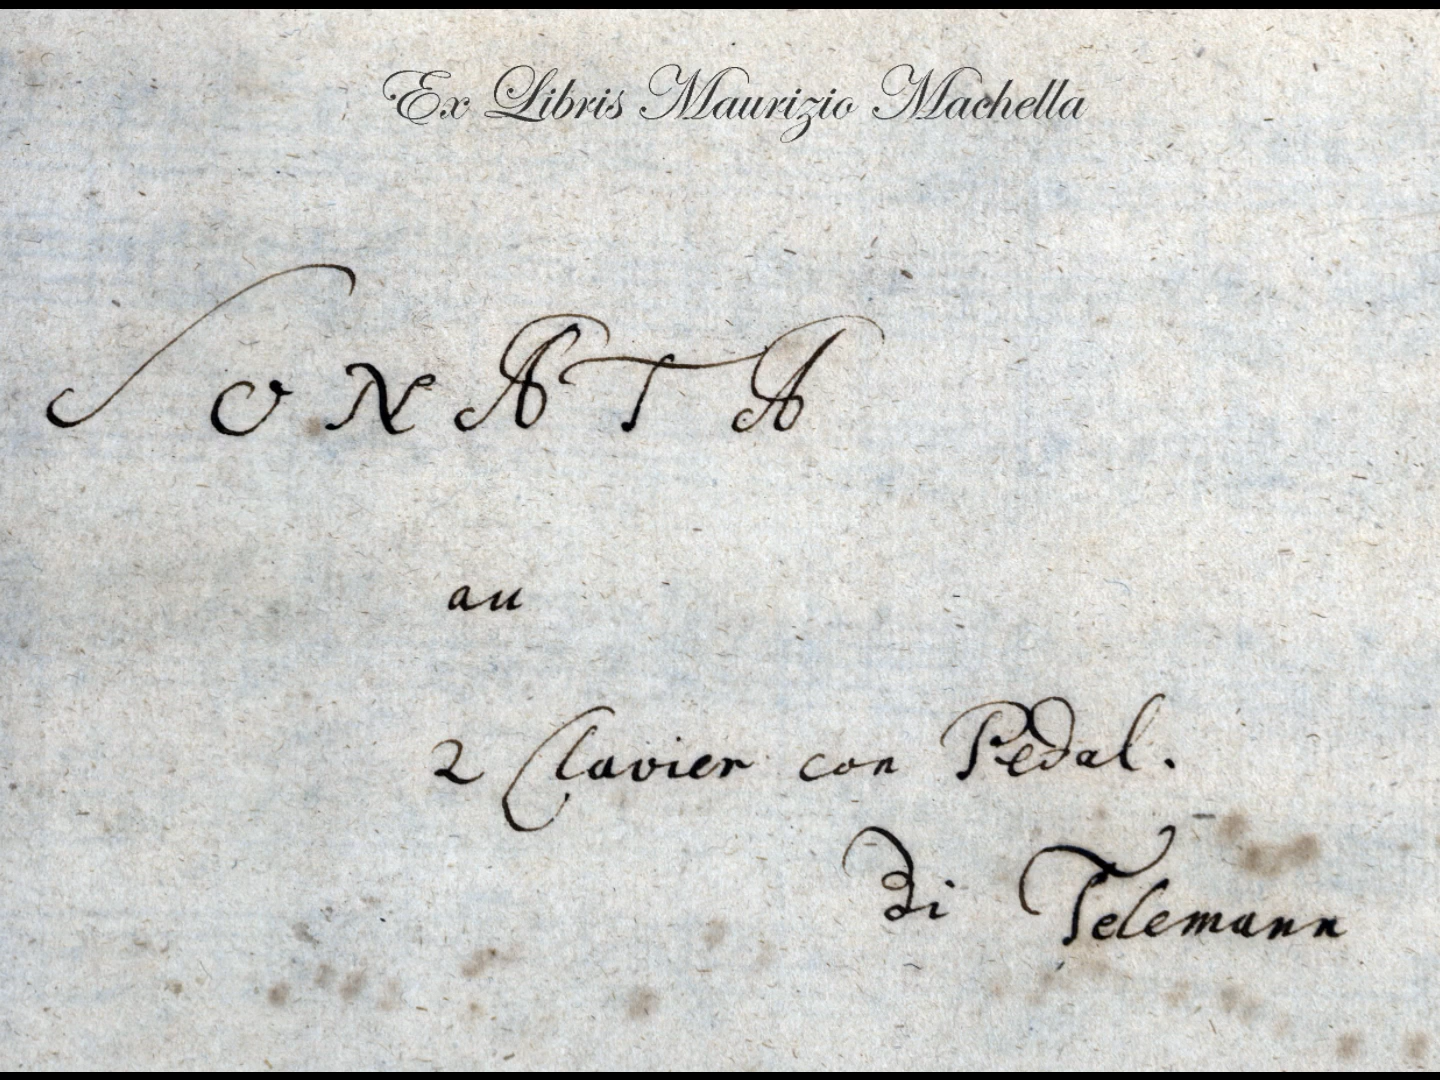 Ex Libris Maurizio Machella
SONATA
au
2 Clavier con Pedal.
Di Telemann